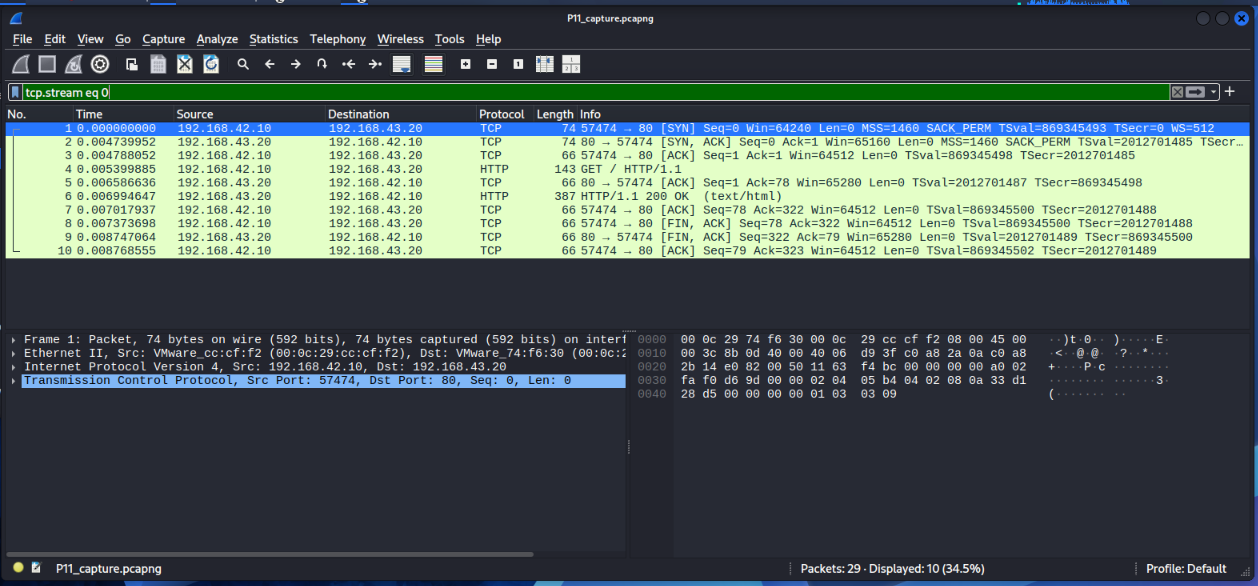 P11_capture.pcapng
File Edit View Go Capture Analyze Statistics Telephony Wireless Tools Help
tcp.stream eq 0
No. Time Source Destination Protocol Length Info
1 0.000000000 192.168.42.10 192.168.43.20 TCP 74 57474 → 80 [SYN] Seq=0 Win=64240 Len=0 MSS=1460 SACK_PERM TSval=869345493 TSecr=0 WS=512
2 0.004739952 192.168.43.20 192.168.42.10 TCP 74 80 → 57474 [SYN, ACK] Seq=0 Ack=1 Win=65160 Len=0 MSS=1460 SACK_PERM TSval=2012701485 TSecr…
3 0.004788052 192.168.42.10 192.168.43.20 TCP 66 57474 → 80 [ACK] Seq=1 Ack=1 Win=64512 Len=0 TSval=869345498 TSecr=2012701485
4 0.005399885 192.168.42.10 192.168.43.20 HTTP 143 GET / HTTP/1.1
5 0.006586636 192.168.43.20 192.168.42.10 TCP 66 80 → 57474 [ACK] Seq=1 Ack=78 Win=65280 Len=0 TSval=2012701487 TSecr=869345498
6 0.006994647 192.168.43.20 192.168.42.10 HTTP 387 HTTP/1.1 200 OK (text/html)
7 0.007017937 192.168.42.10 192.168.43.20 TCP 66 57474 → 80 [ACK] Seq=78 Ack=322 Win=64512 Len=0 TSval=869345500 TSecr=2012701488
8 0.007373698 192.168.42.10 192.168.43.20 TCP 66 57474 → 80 [FIN, ACK] Seq=78 Ack=322 Win=64512 Len=0 TSval=869345500 TSecr=2012701488
9 0.008747064 192.168.43.20 192.168.42.10 TCP 66 80 → 57474 [FIN, ACK] Seq=322 Ack=79 Win=65280 Len=0 TSval=2012701489 TSecr=869345500
10 0.008768555 192.168.42.10 192.168.43.20 TCP 66 57474 → 80 [ACK] Seq=79 Ack=323 Win=64512 Len=0 TSval=869345502 TSecr=2012701489
Frame 1: Packet, 74 bytes on wire (592 bits), 74 bytes captured (592 bits) on interf
Ethernet II, Src: VMware_cc:cf:f2 (00:0c:29:cc:cf:f2), Dst: VMware_74:f6:30 (00:0c:2
Internet Protocol Version 4, Src: 192.168.42.10, Dst: 192.168.43.20
Transmission Control Protocol, Src Port: 57474, Dst Port: 80, Seq: 0, Len: 0
0000 00 0c 29 74 f6 30 00 0c 29 cc cf f2 08 00 45 00 ··)t·0·· )·····E·
0010 00 3c 8b 0d 40 00 40 06 d9 3f c0 a8 2a 0a c0 a8 ·<··@·@· ·?··*···
0020 2b 14 e0 82 00 50 11 63 f4 bc 00 00 00 00 a0 02 +····P·c ········
0030 fa f0 d6 9d 00 00 02 04 05 b4 04 02 08 0a 33 d1 ········ ······3·
0040 28 d5 00 00 00 00 01 03 03 09 (······· ··
P11_capture.pcapng
Packets: 29 · Displayed: 10 (34.5%)
Profile: Default